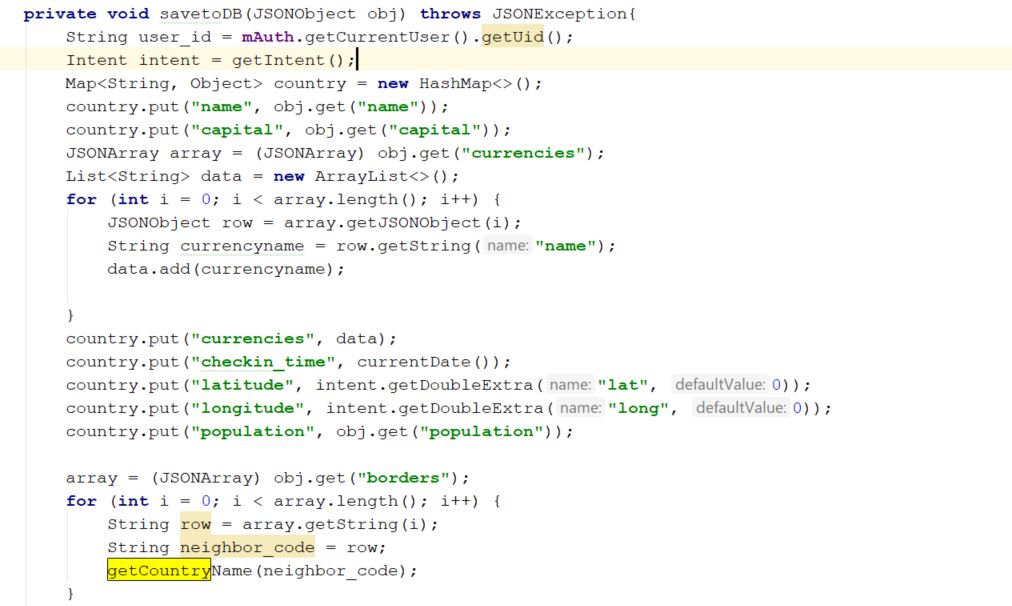 private void savetoDB(JSONObject obj) throws JSONException{
    String user_id = mAuth.getCurrentUser().getUid();
    Intent intent = getIntent();
    Map<String, Object> country = new HashMap<>();
    country.put("name", obj.get("name"));
    country.put("capital", obj.get("capital"));
    JSONArray array = (JSONArray) obj.get("currencies");
    List<String> data = new ArrayList<>();
    for (int i = 0; i < array.length(); i++) {
        JSONObject row = array.getJSONObject(i);
        String currencyname = row.getString( name: "name");
        data.add(currencyname);

    }
    country.put("currencies", data);
    country.put("checkin_time", currentDate());
    country.put("latitude", intent.getDoubleExtra( name: "lat", defaultValue: 0));
    country.put("longitude", intent.getDoubleExtra( name: "long", defaultValue: 0));
    country.put("population", obj.get("population"));

    array = (JSONArray) obj.get("borders");
    for (int i = 0; i < array.length(); i++) {
        String row = array.getString(i);
        String neighbor_code = row;
        getCountryName(neighbor_code);
    }